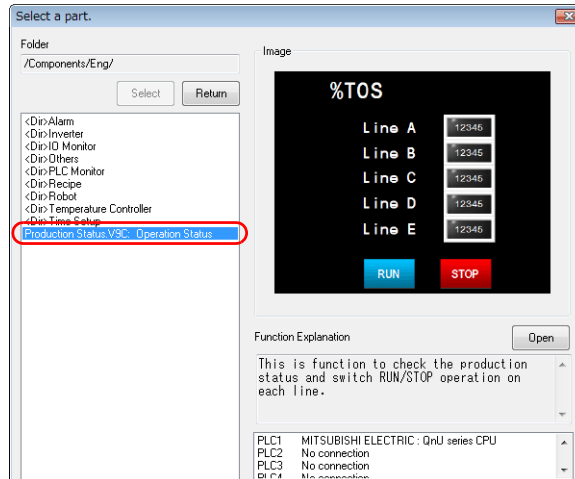 Select a part.
Folder
/Components/Eng/
Select
Return
<Dir>Alarm
<Dir>Inverter
<Dir>IO Monitor
<Dir>Others
<Dir>PLC Monitor
<Dir>Recipe
<Dir>Robot
<Dir>Temperature Controller
<Dir>Time Setup
Production Status.V9C: Operation Status
Image
%TOS
Line A 12345
Line B 12345
Line C 12345
Line D 12345
Line E 12345
RUN STOP
Function Explanation
Open
This is function to check the production
status and switch RUN/STOP operation on
each line.
PLC1 MITSUBISHI ELECTRIC : QnU series CPU
PLC2 No connection
PLC3 No connection
PLC4 No connection